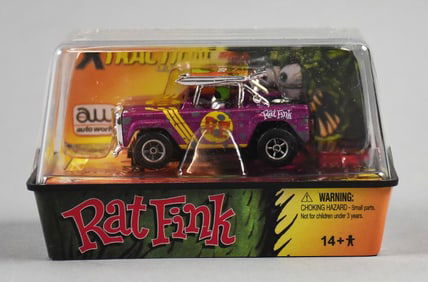 XTRACTION
aw
auto world
Rat Fink
Rat Fink
WARNING:
CHOKING HAZARD - Small parts.
Not for children under 3 years.
14+